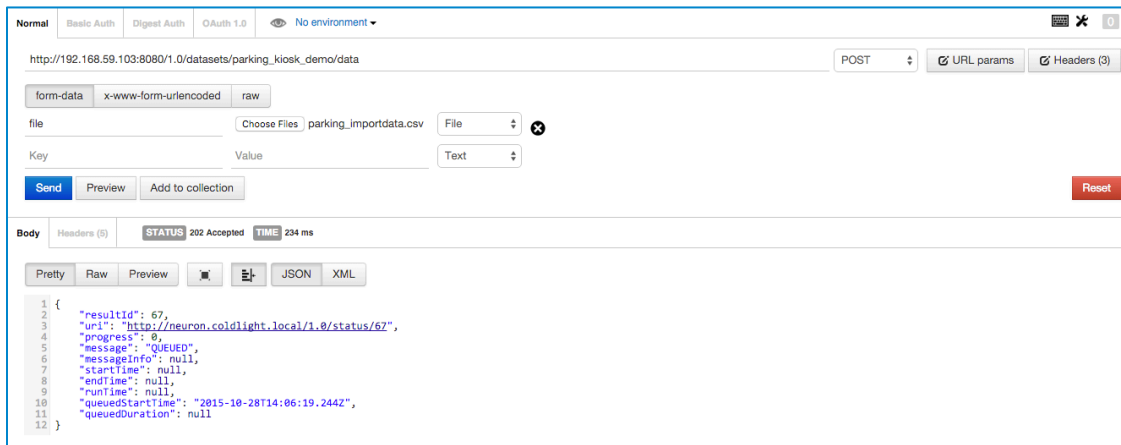 Normal Basic Auth Digest Auth OAuth 1.0 No environment 0
http://192.168.59.103:8080/1.0/datasets/parking_kiosk_demo/data POST URL params Headers (3)
form-data x-www-form-urlencoded raw
file Choose Files parking_importdata.csv File
Key Value Text
Send Preview Add to collection Reset
Body Headers (5) STATUS 202 Accepted TIME 234 ms
Pretty Raw Preview JSON XML
1 {
2 "resultId": 67,
3 "uri": "http://neuron.coldlight.local/1.0/status/67",
4 "progress": 0,
5 "message": "QUEUED",
6 "messageInfo": null,
7 "startTime": null,
8 "endTime": null,
9 "runTime": null,
10 "queuedStartTime": "2015-10-28T14:06:19.244Z",
11 "queuedDuration": null
12 }